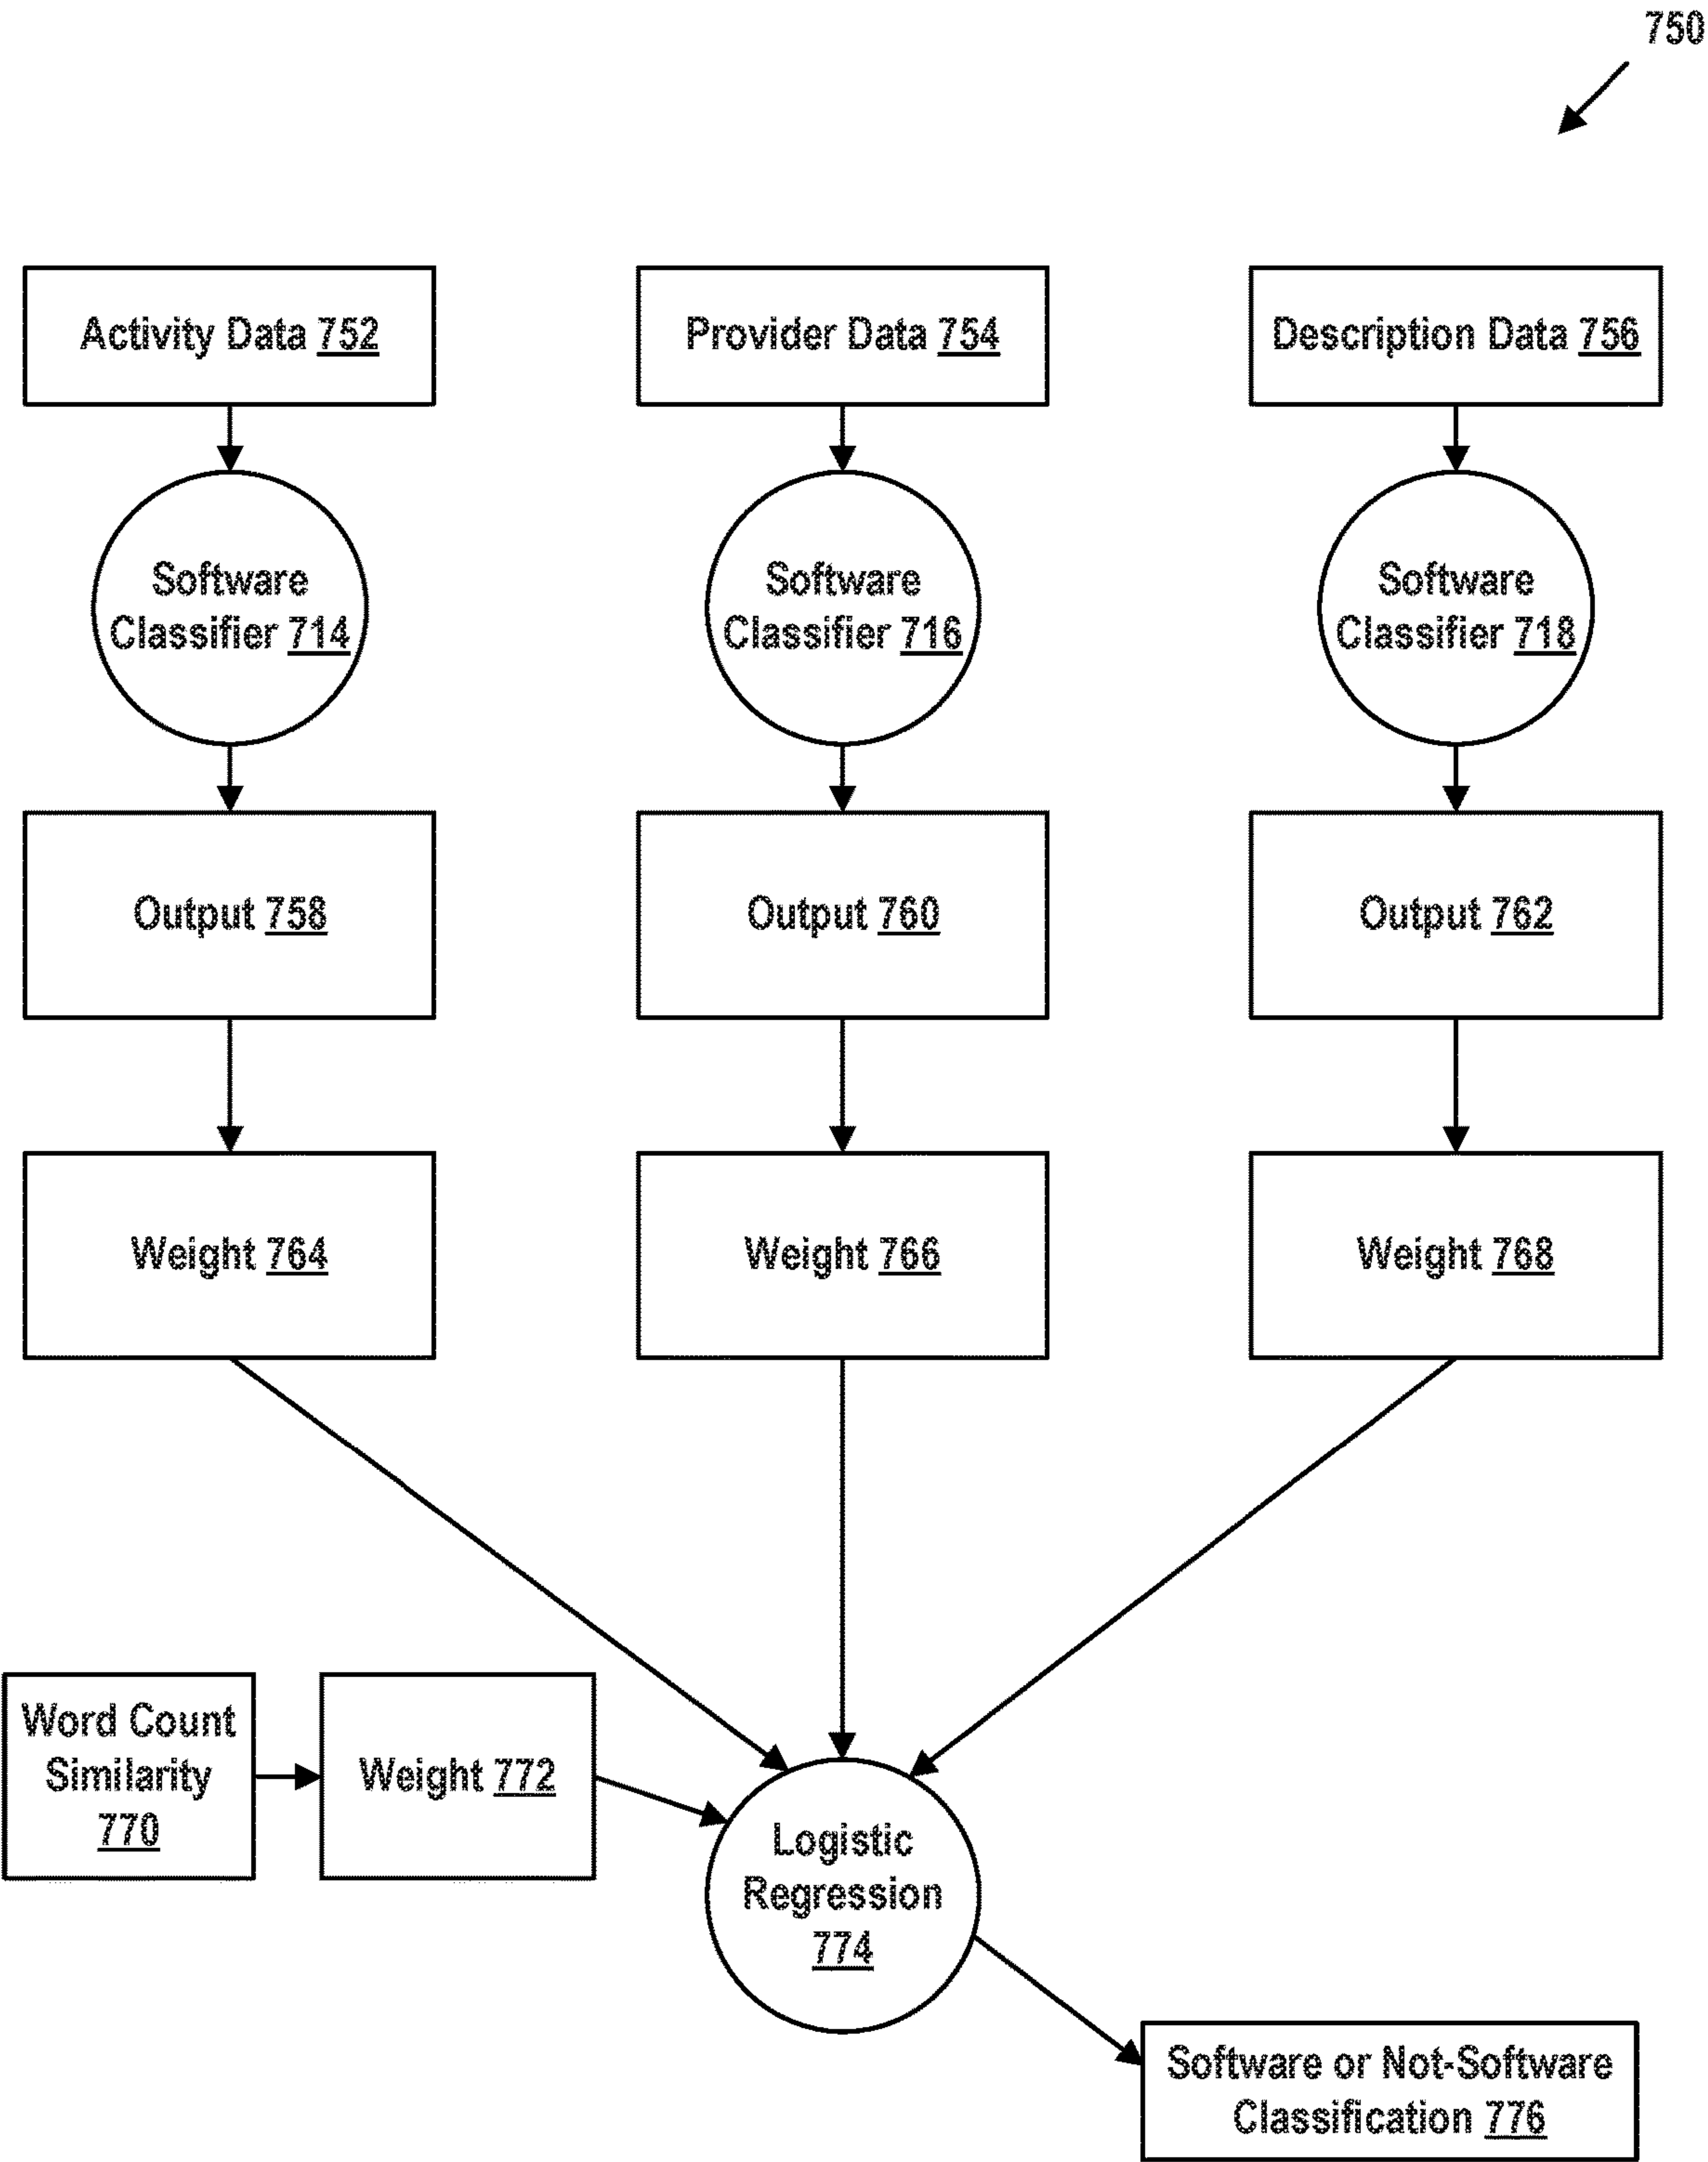 750
Activity Data 752
Provider Data 754
Description Data 756
Software
Classifier 714
Software
Classifier 716
Software
Classifier 718
Output 758
Output 760
Output 762
Weight 764
Weight 766
Weight 768
Word Count
Similarity
770
Weight 772
Logistic
Regression
774
Software or Not-Software
Classification 776